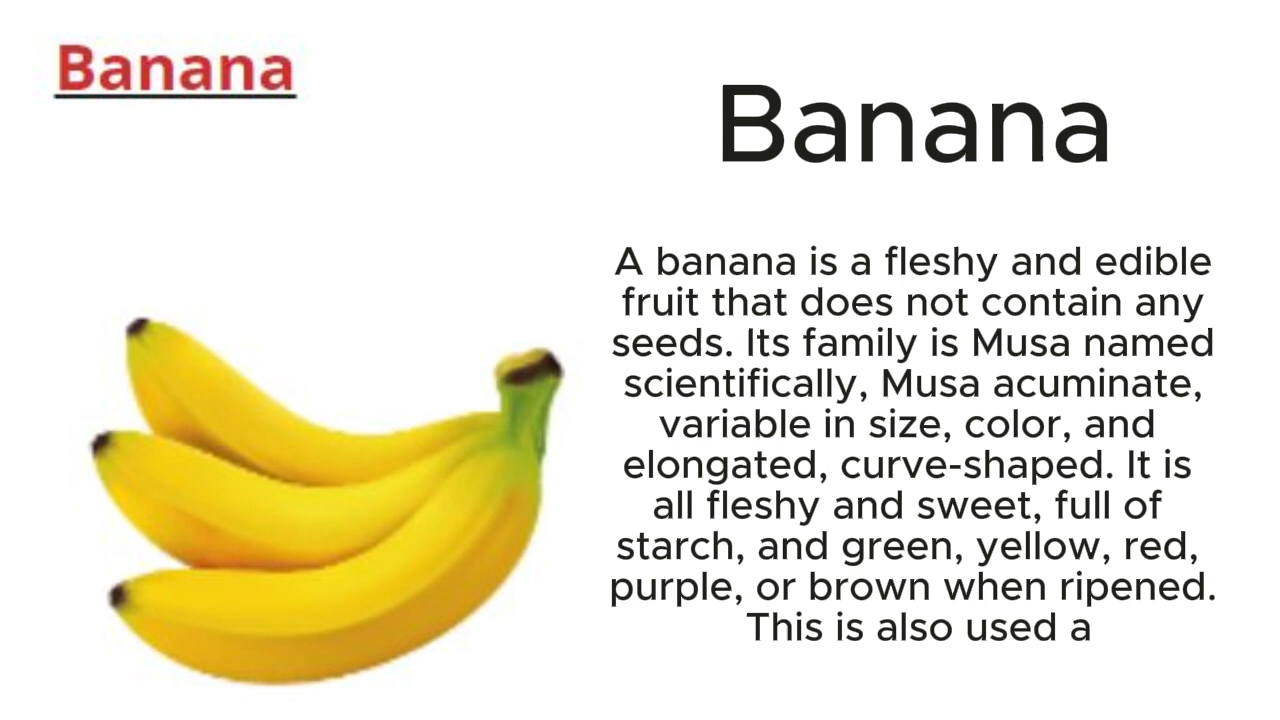 Banana
Banana
A banana is a fleshy and edible
fruit that does not contain any
seeds. Its family is Musa named
scientifically, Musa acuminate,
variable in size, color, and
elongated, curve-shaped. It is
all fleshy and sweet, full of
starch, and green, yellow, red,
purple, or brown when ripened.
This is also used a